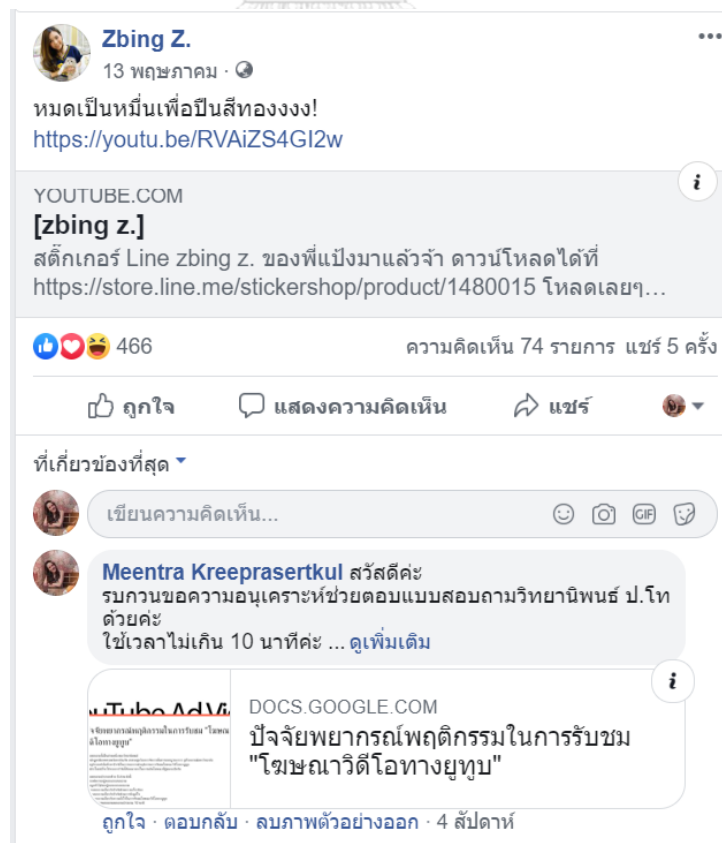 Zbing Z.
13 พฤษภาคม ·
หมดเป็นหมื่นเพื่อปืนสีทองงงง!
https://youtu.be/RVAiZS4GI2w
YOUTUBE.COM
[zbing z.]
สติ๊กเกอร์ Line zbing z. ของพี่แป้งมาแล้วจ้า ดาวน์โหลดได้ที่
https://store.line.me/stickershop/product/1480015 โหลดเลยๆ...
466 ความคิดเห็น 74 รายการ แชร์ 5 ครั้ง
ถูกใจ แสดงความคิดเห็น แชร์
ที่เกี่ยวข้องที่สุด
เขียนความคิดเห็น... GIF
Meentra Kreeprasertkul สวัสดีค่ะ
รบกวนขอความอนุเคราะห์ช่วยตอบแบบสอบถามวิทยานิพนธ์ ป.โท
ด้วยค่ะ
ใช้เวลาไม่เกิน 10 นาทีค่ะ ... ดูเพิ่มเติม
DOCS.GOOGLE.COM
ปัจจัยพยากรณ์พฤติกรรมในการรับชม
"โฆษณาวิดีโอทางยูทูบ"
ถูกใจ · ตอบกลับ · ลบภาพตัวอย่างออก · 4 สัปดาห์